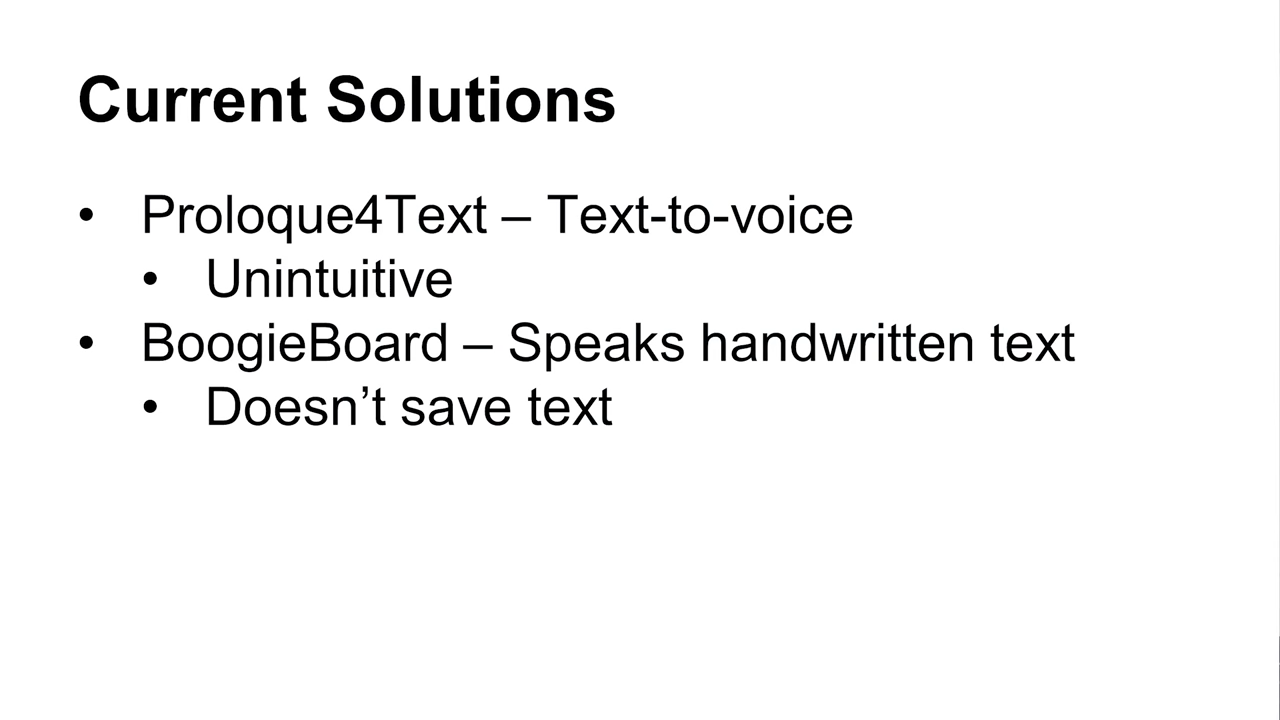 Current Solutions
• Proloque4Text – Text-to-voice
• Unintuitive
• BoogieBoard – Speaks handwritten text
• Doesn’t save text